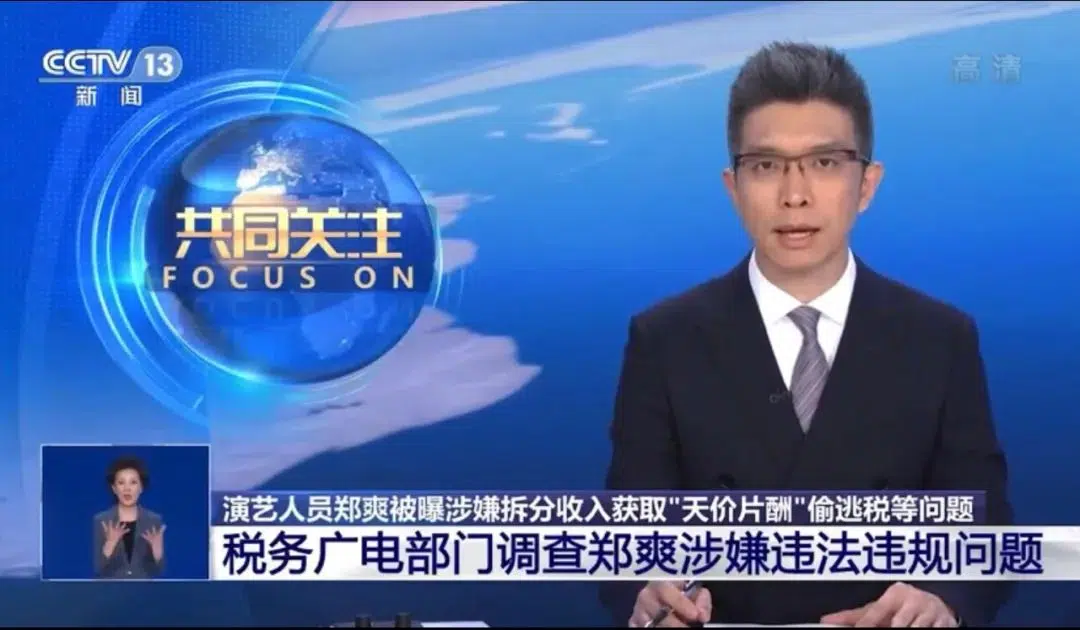 CCTV 13
新闻
高清
共同关注
FOCUS ON
演艺人员郑爽被曝涉嫌拆分收入获取"天价片酬"偷逃税等问题
税务广电部门调查郑爽涉嫌违法违规问题